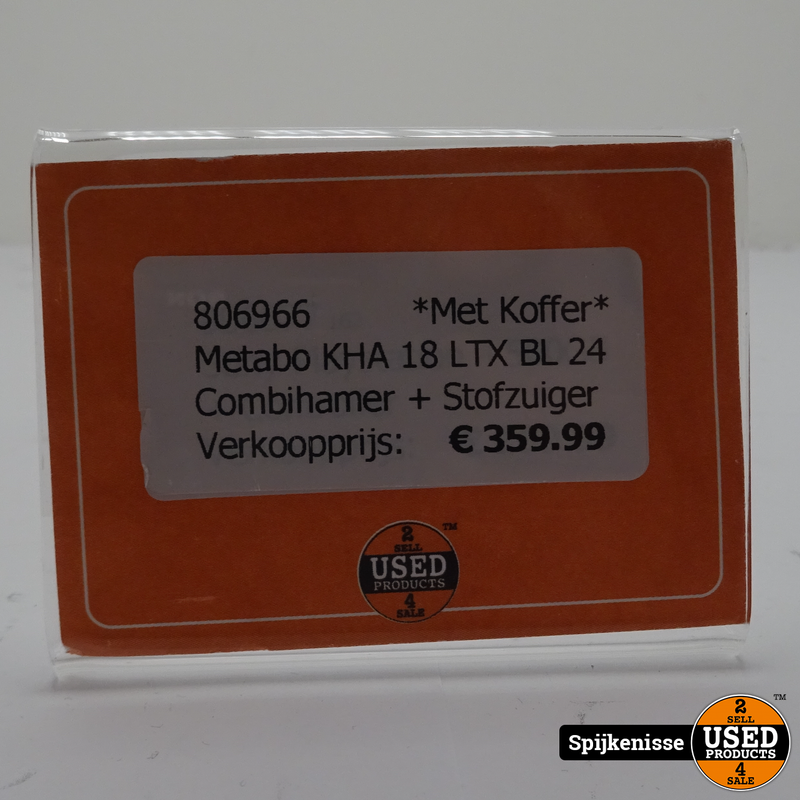 806966 *Met Koffer*
Metabo KHA 18 LTX BL 24
Combihamer + Stofzuiger
Verkoopprijs: € 359.99
2
SELL
USED
PRODUCTS
4
SALE
TM
Spijkenisse
2
SELL
USED
PRODUCTS
4
SALE
TM